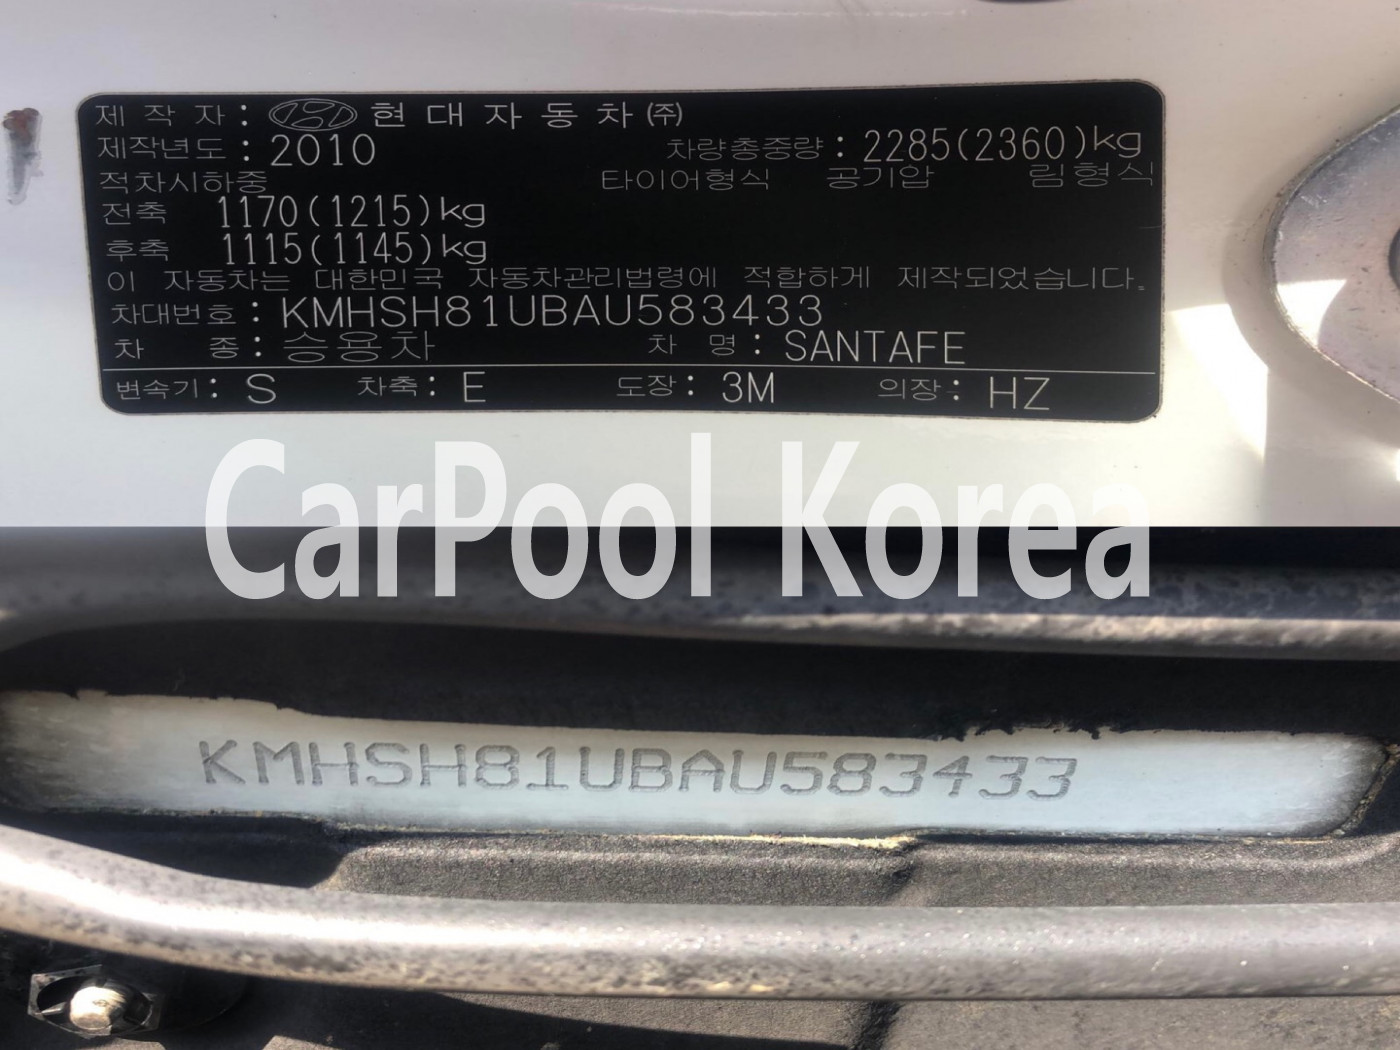 제 작 자 : 현 대 자 동 차 ㈜
제작년도 : 2010 차량총중량 : 2285(2360)kg
적차시하중 타이어형식 공기압 림형식
전축 1170(1215)kg
후축 1115(1145)kg
이 자동차는 대한민국 자동차관리법령에 적합하게 제작되었습니다.
차대번호 : KMHSH81UBAU583433
차 종 : 승용차 차 명 : SANTAFE
변속기 : S 차축 : E 도장 : 3M 의장 : HZ
CarPool Korea
KMHSH81UBAU583433